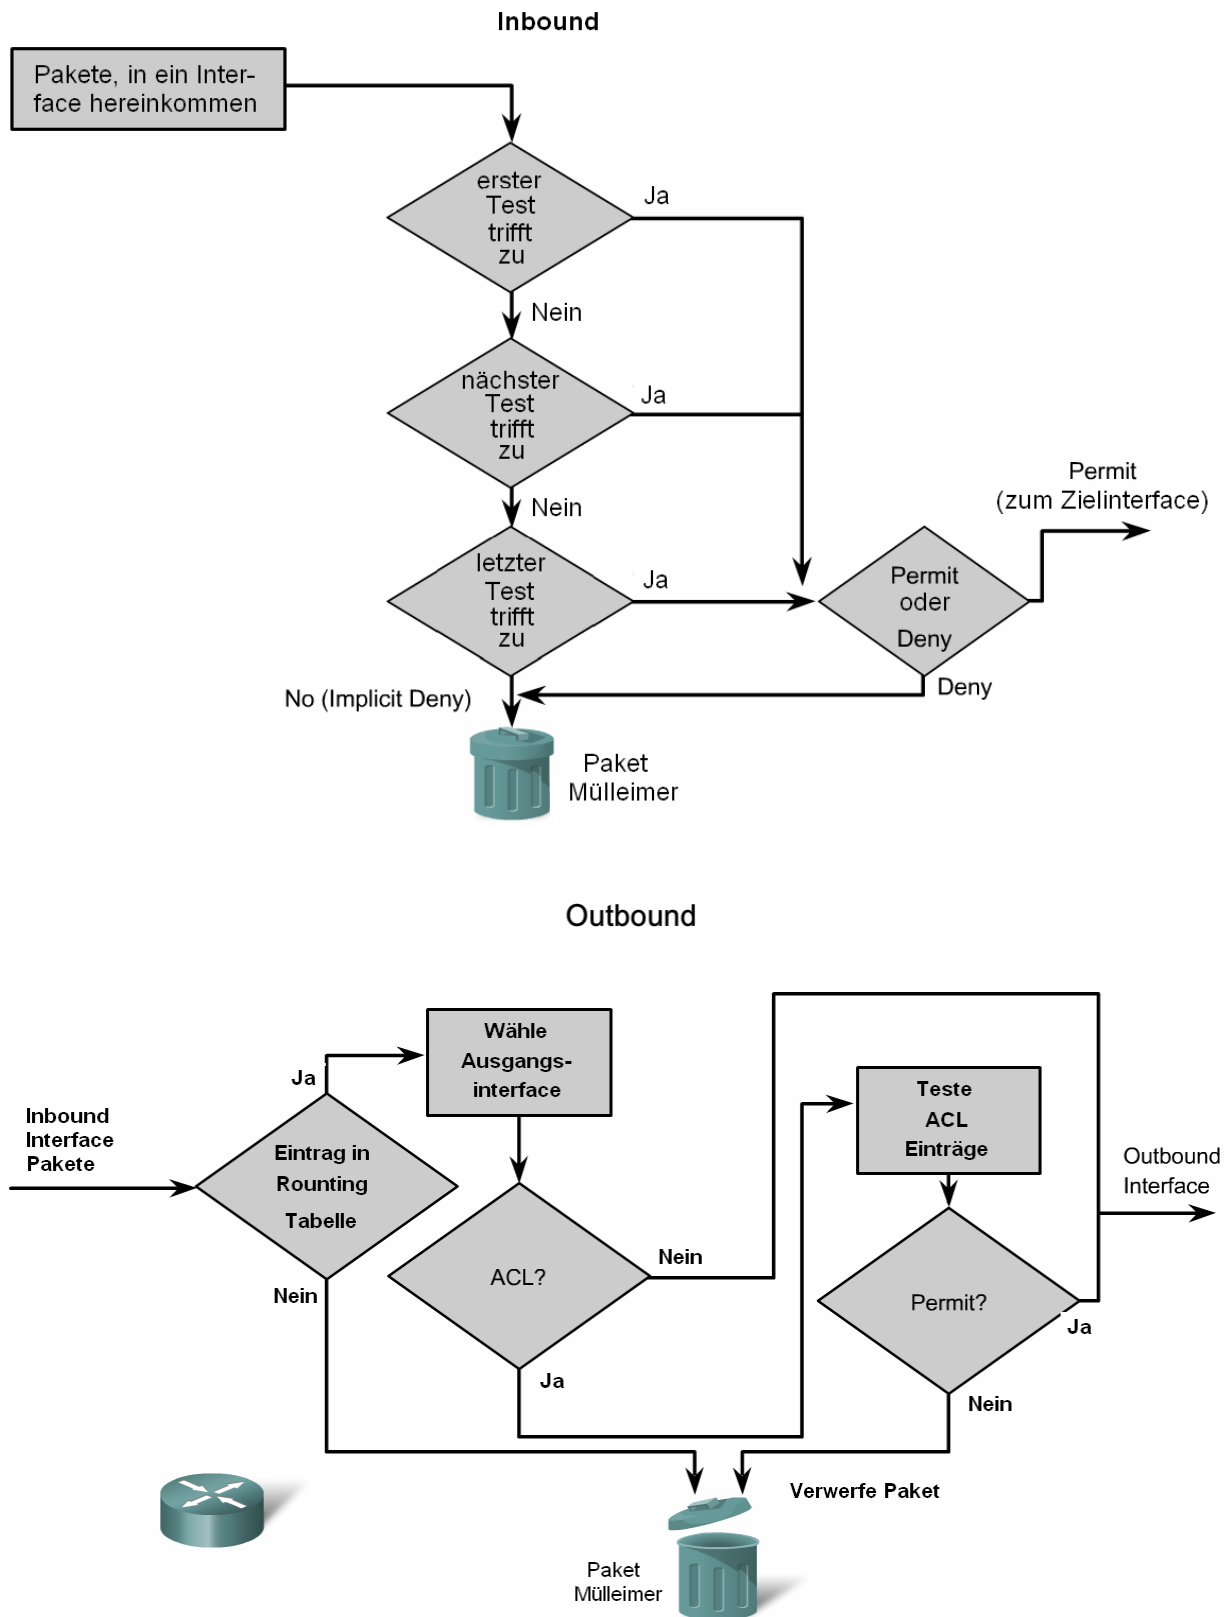 Inbound
Pakete, in ein Inter-
face hereinkommen
erster
Test
trifft
zu
Ja
Nein
nächster
Test
trifft
zu
Ja
Nein
letzter
Test
trifft
zu
Ja
Permit
oder
Deny
Permit
(zum Zielinterface)
Deny
No (Implicit Deny)
Paket
Mülleimer
Outbound
Inbound
Interface
Pakete
Eintrag in
Rounting
Tabelle
Ja
Nein
Wähle
Ausgangs-
interface
ACL?
Nein
Ja
Teste
ACL
Einträge
Permit?
Ja
Nein
Outbound
Interface
Verwerfe Paket
Paket
Mülleimer